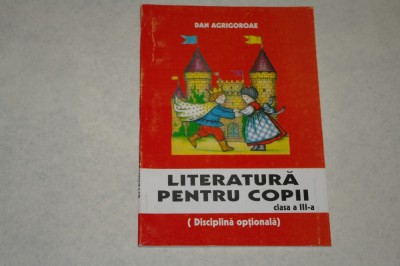 DAN AGRIGOROAE
LITERATURĂ
PENTRU COPII
clasa a III-a
( Disciplină opțională)